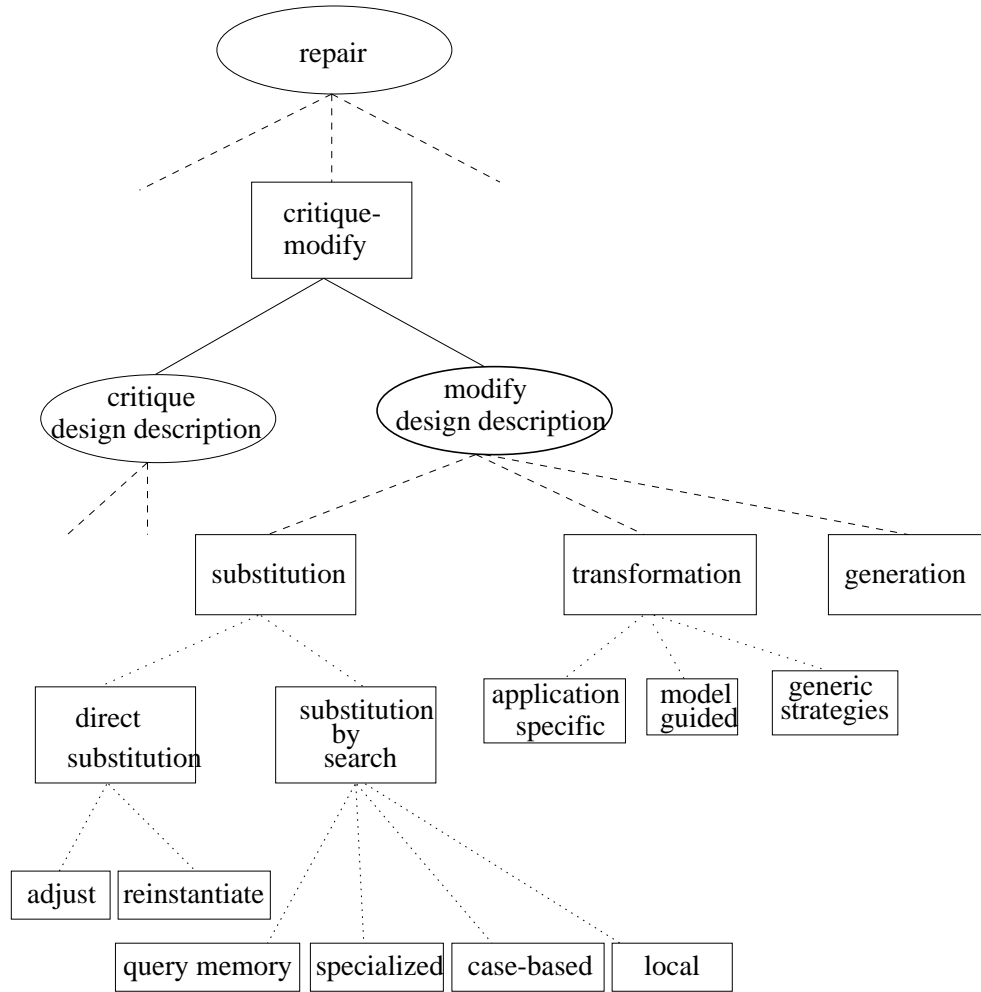 repair
critique-
modify
critique
design description
modify
design description
substitution
transformation
generation
direct
substitution
substitution
by
search
application
specific
model
guided
generic
strategies
adjust
reinstantiate
query memory
specialized
case-based
local